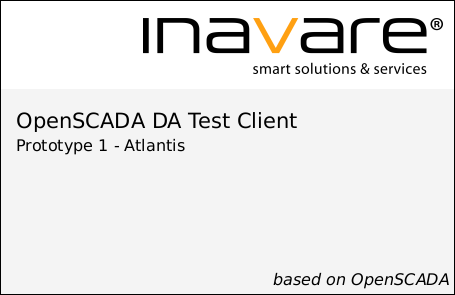 inavare®
smart solutions & services
OpenSCADA DA Test Client
Prototype 1 - Atlantis
based on OpenSCADA